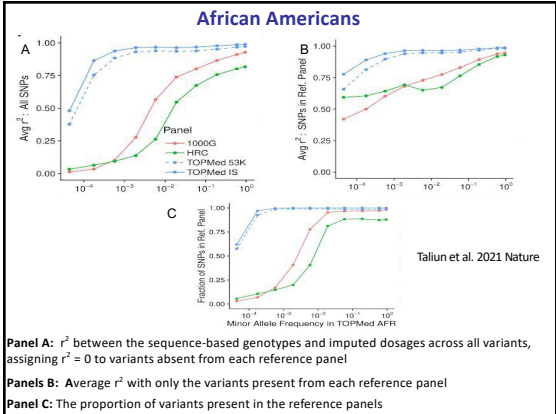 African Americans
A
Avg r²: All SNPs
1.00
0.75
0.50
0.25
0.00
10⁻⁴
10⁻³
10⁻²
10⁻¹
10⁰
Panel
1000G
HRC
TOPMed 53K
TOPMed IS
B
Avg r²: SNPs in Ref. Panel
1.00
0.75
0.50
0.25
0.00
10⁻⁴
10⁻³
10⁻²
10⁻¹
10⁰
C
Fraction of SNPs in Ref. Panel
1.00
0.75
0.50
0.25
0.00
10⁻⁴
10⁻³
10⁻²
10⁻¹
10⁰
Minor Allele Frequency in TOPMed AFR
Taliun et al. 2021 Nature
Panel A: r² between the sequence-based genotypes and imputed dosages across all variants,
assigning r² = 0 to variants absent from each reference panel
Panels B: Average r² with only the variants present from each reference panel
Panel C: The proportion of variants present in the reference panels